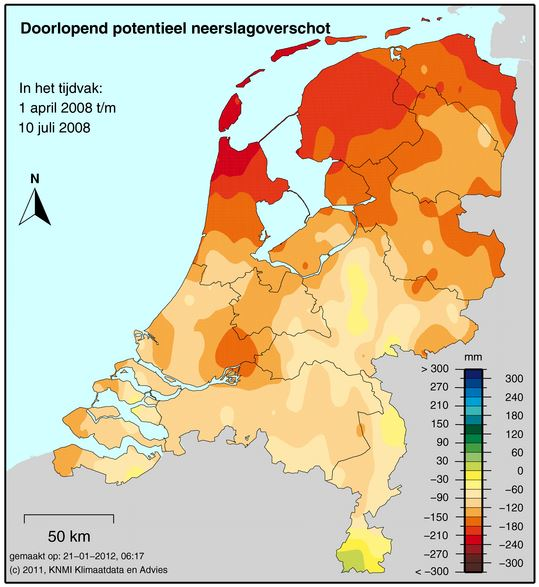 Doorlopend potentieel neerslagoverschot
In het tijdvak:
1 april 2008 t/m
10 juli 2008
N
mm
> 300
300
270
240
210
180
150
120
90
60
30
0
−30
−60
−90
−120
−150
−180
−210
−240
−270
−300
< −300
50 km
gemaakt op: 21−01−2012, 06:17
(c) 2011, KNMI Klimaatdata en Advies